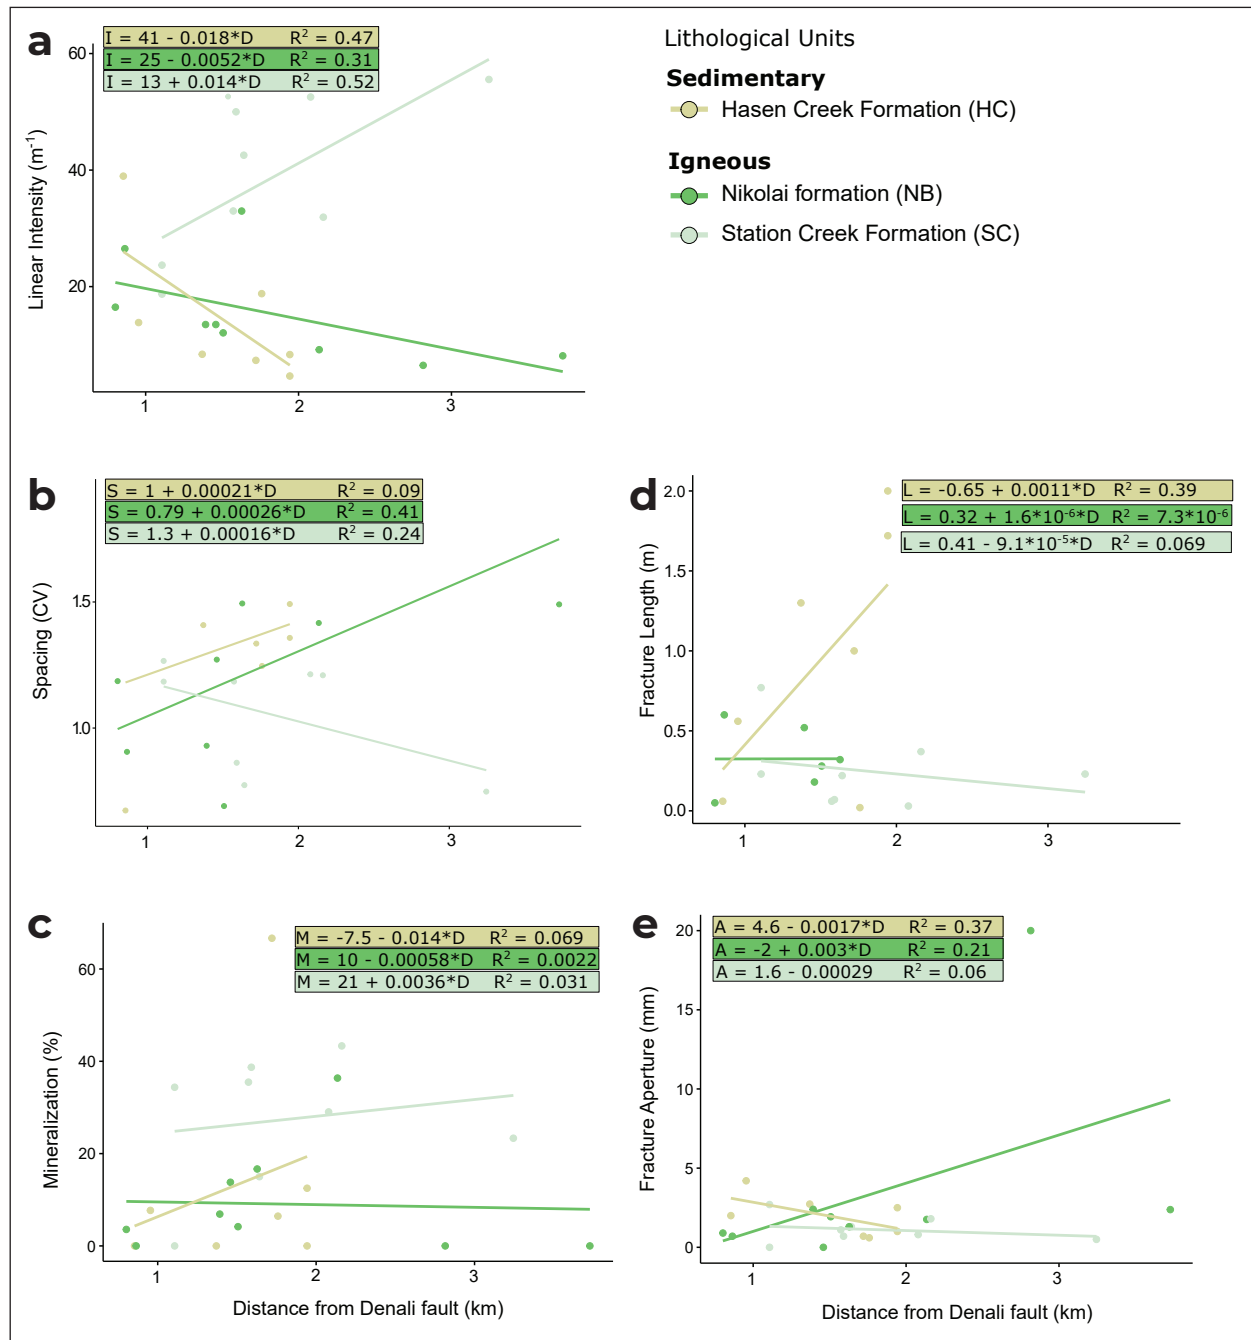 a
I = 41 - 0.018*D R² = 0.47
I = 25 - 0.0052*D R² = 0.31
I = 13 + 0.014*D R² = 0.52
60
40
20
Linear Intensity (m⁻¹)
1 2 3
Lithological Units
Sedimentary
Hasen Creek Formation (HC)
Igneous
Nikolai formation (NB)
Station Creek Formation (SC)
b
S = 1 + 0.00021*D R² = 0.09
S = 0.79 + 0.00026*D R² = 0.41
S = 1.3 + 0.00016*D R² = 0.24
1.5
1.0
Spacing (CV)
1 2 3
d
L = -0.65 + 0.0011*D R² = 0.39
L = 0.32 + 1.6*10⁻⁶*D R² = 7.3*10⁻⁶
L = 0.41 - 9.1*10⁻⁵*D R² = 0.069
2.0
1.5
1.0
0.5
0.0
Fracture Length (m)
1 2 3
c
M = -7.5 - 0.014*D R² = 0.069
M = 10 - 0.00058*D R² = 0.0022
M = 21 + 0.0036*D R² = 0.031
60
40
20
0
Mineralization (%)
1 2 3
Distance from Denali fault (km)
e
A = 4.6 - 0.0017*D R² = 0.37
A = -2 + 0.003*D R² = 0.21
A = 1.6 - 0.00029 R² = 0.06
20
15
10
5
0
Fracture Aperture (mm)
1 2 3
Distance from Denali fault (km)